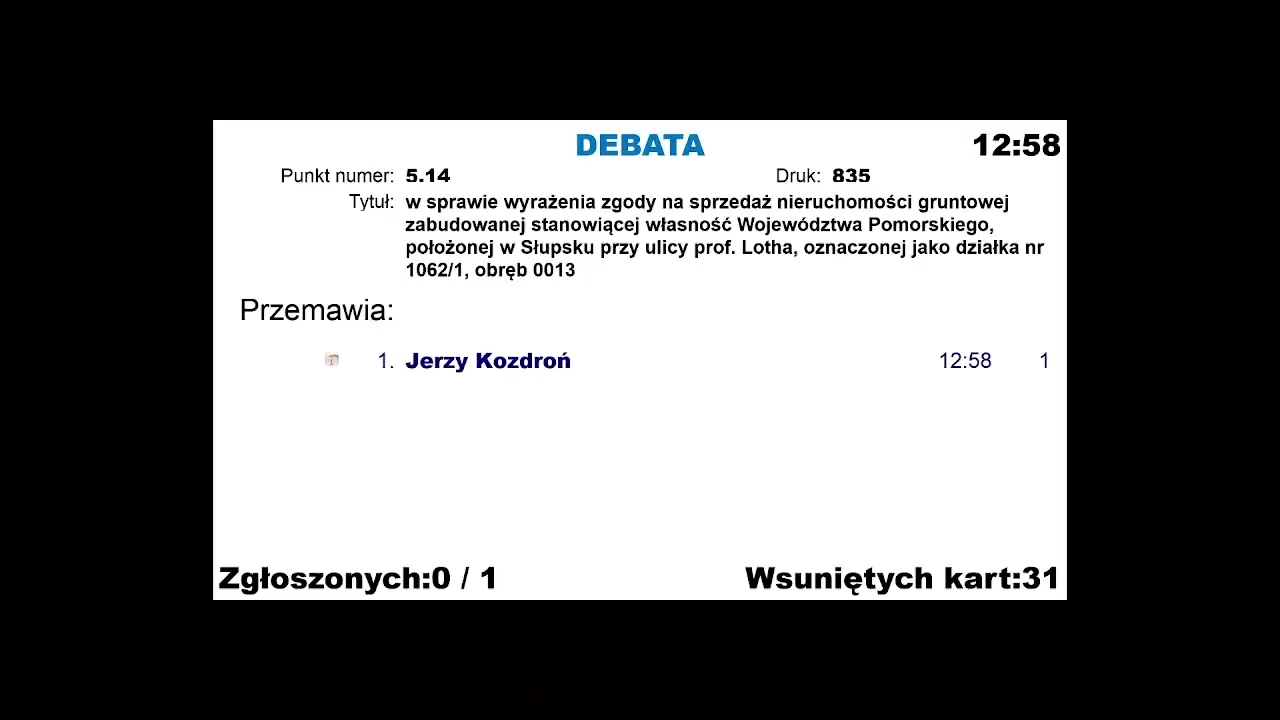 DEBATA 12:58
Punkt numer: 5.14 Druk: 835
Tytuł: w sprawie wyrażenia zgody na sprzedaż nieruchomości gruntowej
zabudowanej stanowiącej własność Województwa Pomorskiego,
położonej w Słupsku przy ulicy prof. Lotha, oznaczonej jako działka nr
1062/1, obręb 0013
Przemawia:
1. Jerzy Kozdroń 12:58 1
Zgłoszonych:0 / 1 Wsuniętych kart:31